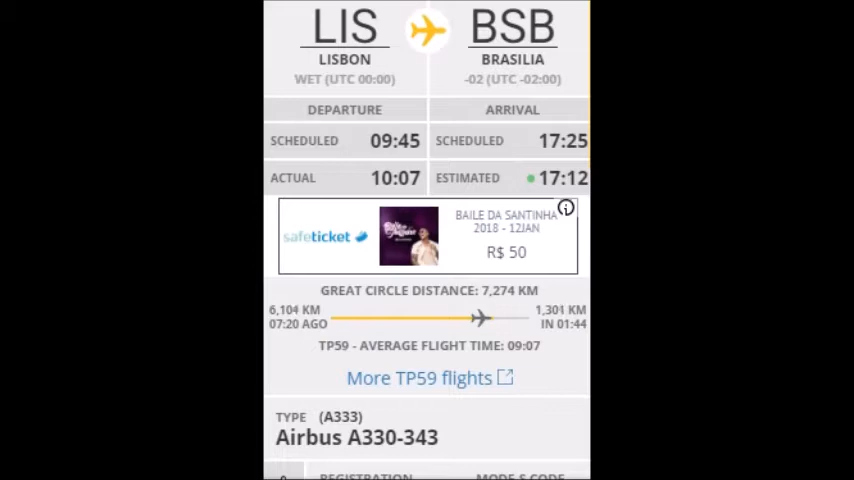 LIS BSB
LISBON BRASILIA
WET (UTC 00:00) -02 (UTC -02:00)
DEPARTURE ARRIVAL
SCHEDULED 09:45 SCHEDULED 17:25
ACTUAL 10:07 ESTIMATED 17:12
safeticket
BAILE DA SANTINHA
2018 - 12JAN
R$ 50
GREAT CIRCLE DISTANCE: 7,274 KM
6,104 KM 1,301 KM
07:20 AGO IN 01:44
TP59 - AVERAGE FLIGHT TIME: 09:07
More TP59 flights
TYPE (A333)
Airbus A330-343
REGISTRATION MODE S CODE